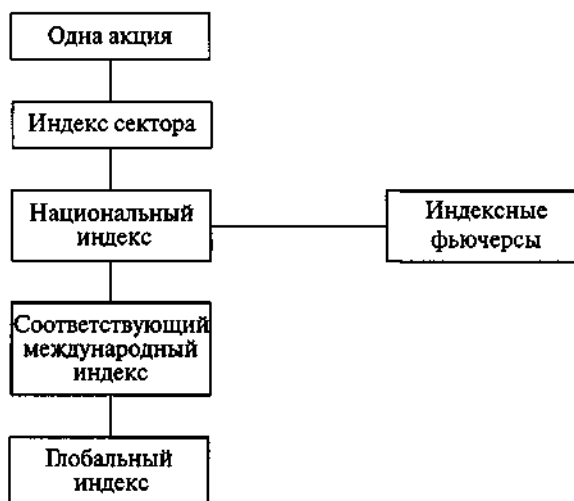 Одна акция
Индекс сектора
Национальный
индекс
Индексные
фьючерсы
Соответствующий
международный
индекс
Глобальный
индекс